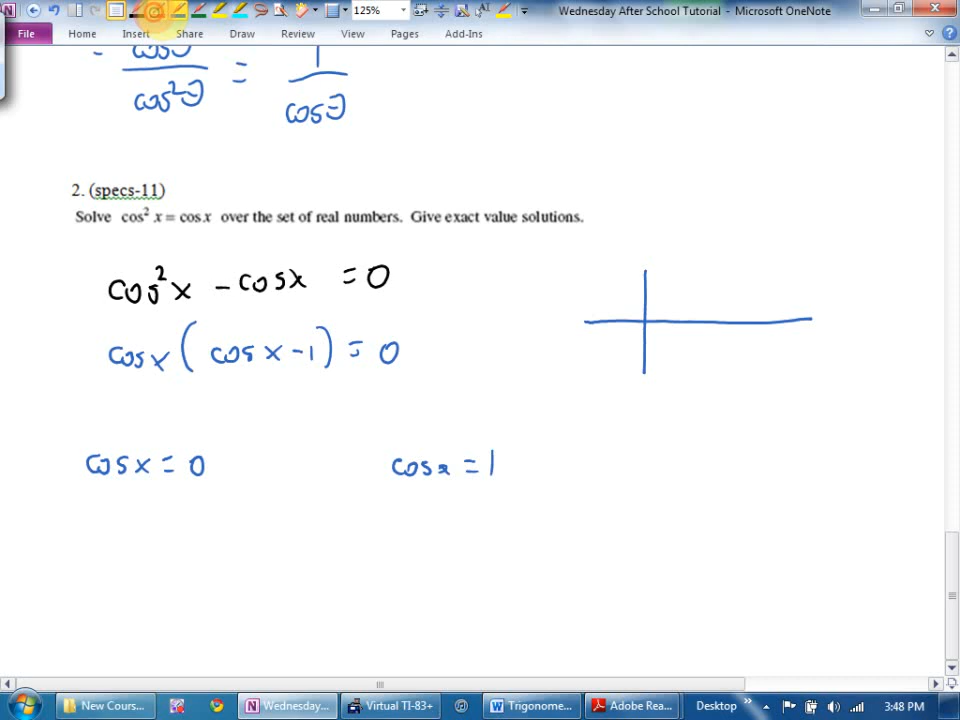 125%
Wednesday After School Tutorial - Microsoft OneNote
File Home Insert Share Draw Review View Pages Add-Ins
=
cos² = 1
cos
2. (specs-11)
Solve cos² x = cos x over the set of real numbers. Give exact value solutions.
cos²x - cosx = 0
cosx ( cosx -1 ) = 0
cosx = 0 cosx = 1
New Cours... Wednesday... Virtual TI-83+ Trigonome... Adobe Rea... Desktop » 3:48 PM